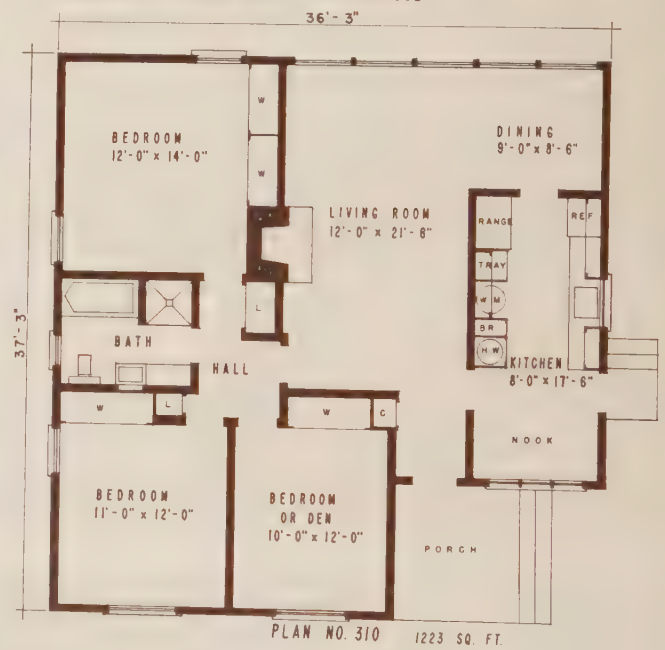 36'-3"
BEDROOM
12'-0" x 14'-0"
W
W
DINING
9'-0" x 8'-6"
LIVING ROOM
12'-0" x 21'-6"
RANGE
REF
TRAY
W M
BR
H W
L
37'-3"
BATH
HALL
KITCHEN
8'-0" x 17'-6"
W
L
W
C
NOOK
BEDROOM
11'-0" x 12'-0"
BEDROOM
OR DEN
10'-0" x 12'-0"
PORCH
PLAN NO. 310
1223 SQ. FT.